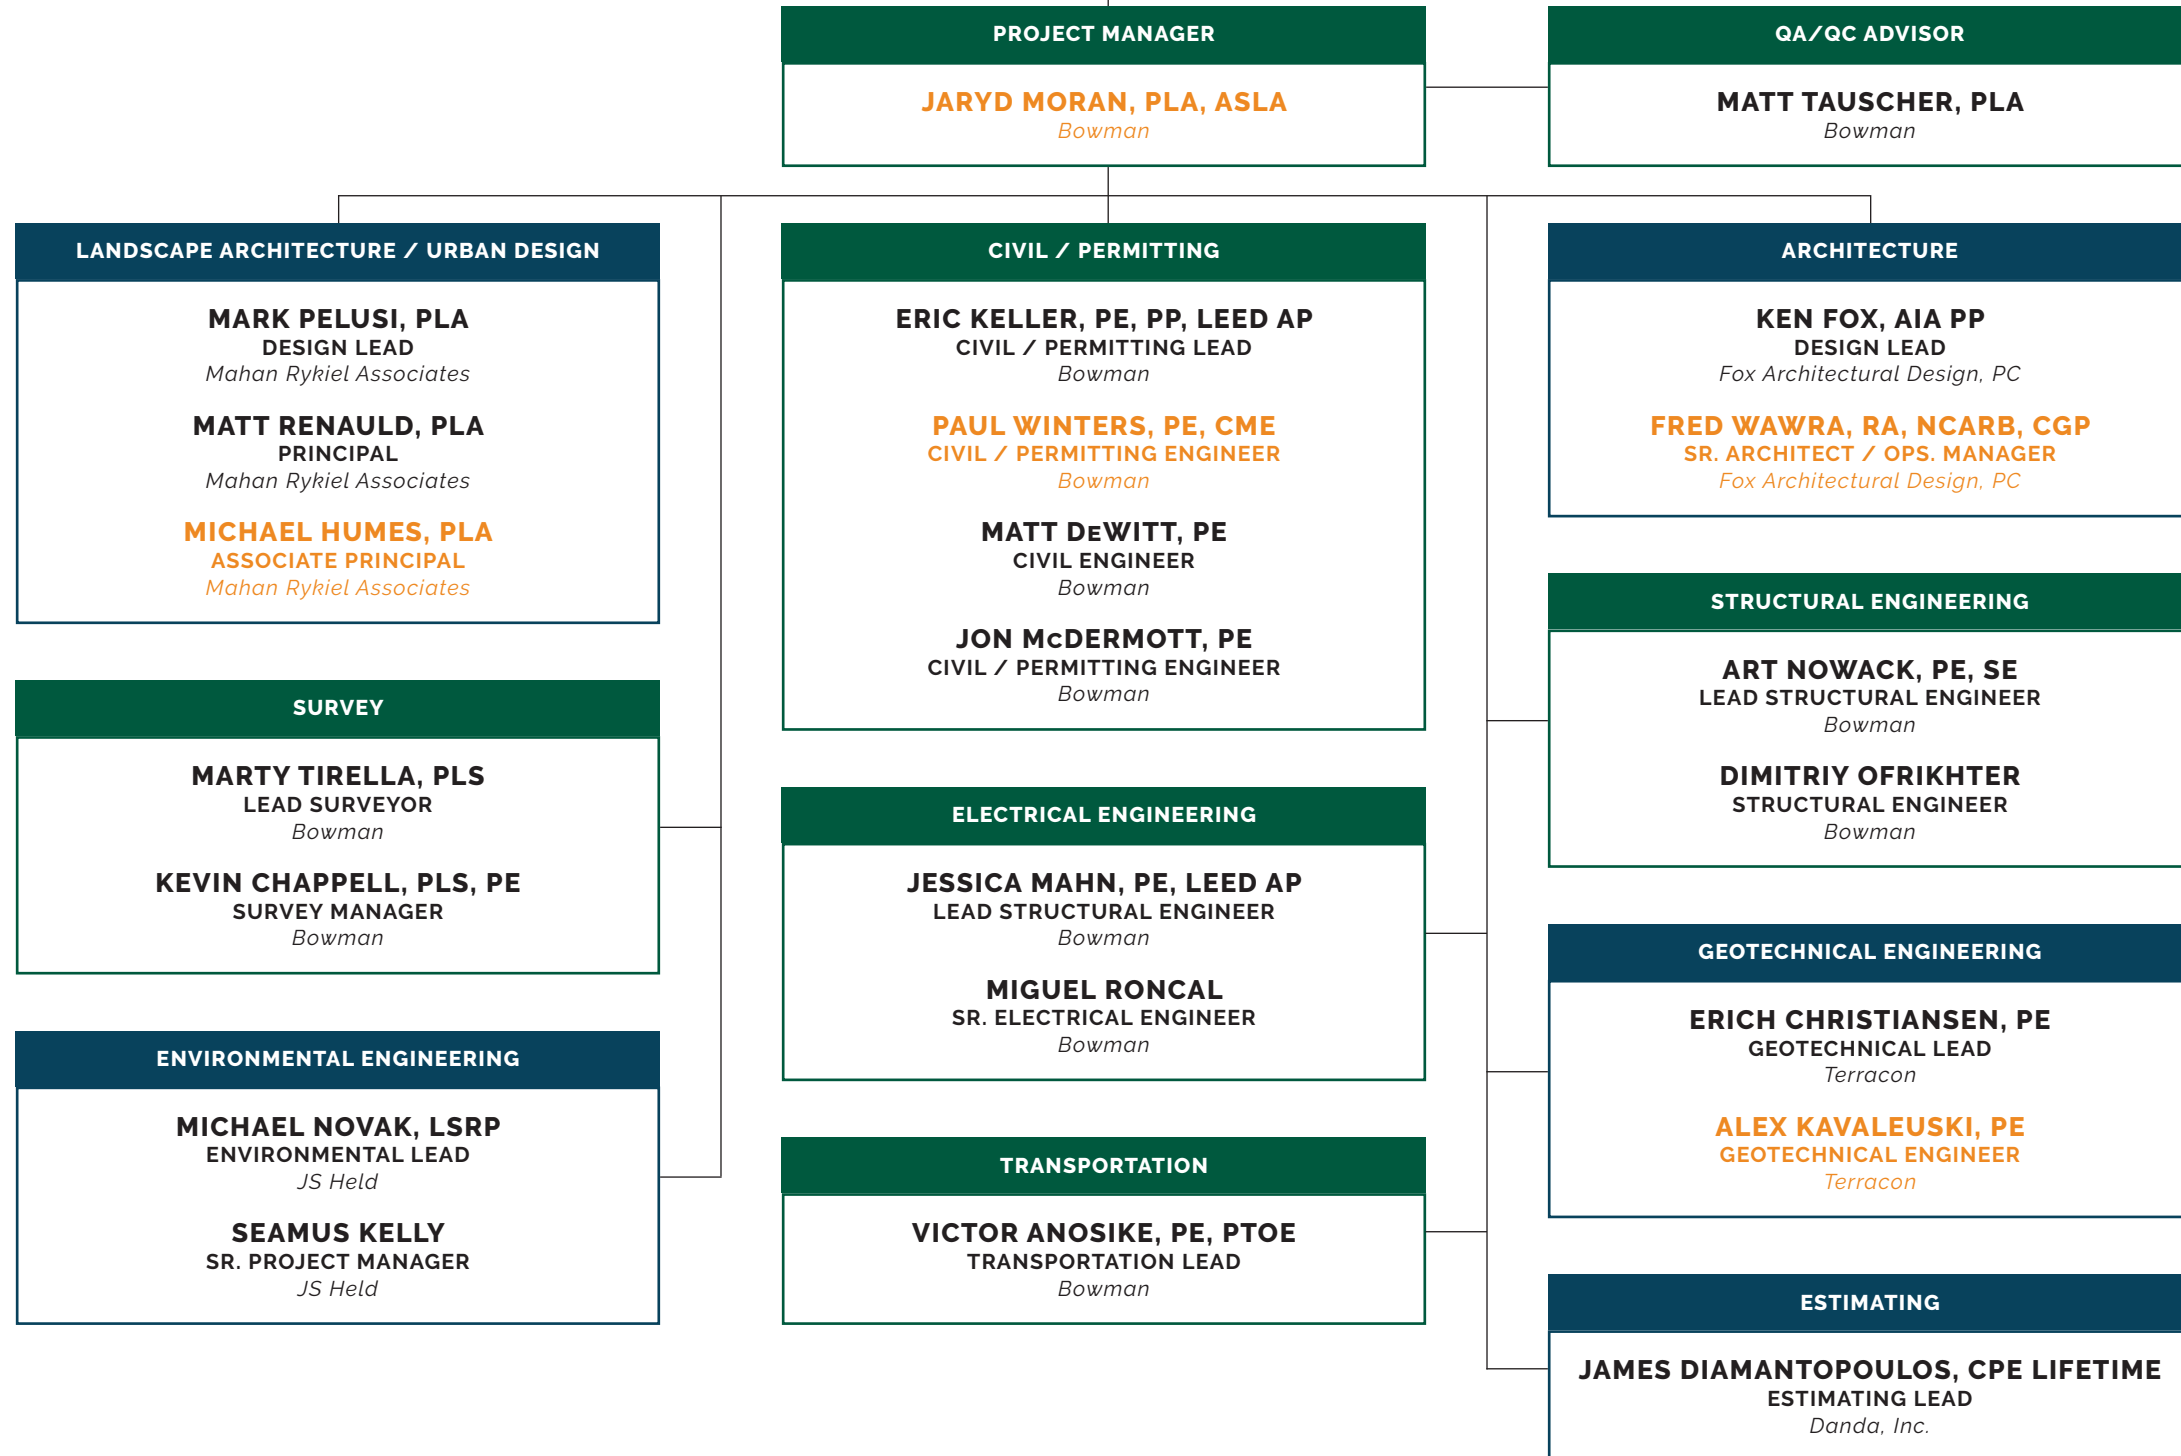 PROJECT MANAGER
JARYD MORAN, PLA, ASLA
Bowman
QA/QC ADVISOR
MATT TAUSCHER, PLA
Bowman
LANDSCAPE ARCHITECTURE / URBAN DESIGN
MARK PELUSI, PLA
DESIGN LEAD
Mahan Rykiel Associates
MATT RENAULD, PLA
PRINCIPAL
Mahan Rykiel Associates
MICHAEL HUMES, PLA
ASSOCIATE PRINCIPAL
Mahan Rykiel Associates
SURVEY
MARTY TIRELLA, PLS
LEAD SURVEYOR
Bowman
KEVIN CHAPPELL, PLS, PE
SURVEY MANAGER
Bowman
ENVIRONMENTAL ENGINEERING
MICHAEL NOVAK, LSRP
ENVIRONMENTAL LEAD
JS Held
SEAMUS KELLY
SR. PROJECT MANAGER
JS Held
CIVIL / PERMITTING
ERIC KELLER, PE, PP, LEED AP
CIVIL / PERMITTING LEAD
Bowman
PAUL WINTERS, PE, CME
CIVIL / PERMITTING ENGINEER
Bowman
MATT DeWITT, PE
CIVIL ENGINEER
Bowman
JON McDERMOTT, PE
CIVIL / PERMITTING ENGINEER
Bowman
ELECTRICAL ENGINEERING
JESSICA MAHN, PE, LEED AP
LEAD STRUCTURAL ENGINEER
Bowman
MIGUEL RONCAL
SR. ELECTRICAL ENGINEER
Bowman
TRANSPORTATION
VICTOR ANOSIKE, PE, PTOE
TRANSPORTATION LEAD
Bowman
ARCHITECTURE
KEN FOX, AIA PP
DESIGN LEAD
Fox Architectural Design, PC
FRED WAWRA, RA, NCARB, CGP
SR. ARCHITECT / OPS. MANAGER
Fox Architectural Design, PC
STRUCTURAL ENGINEERING
ART NOWACK, PE, SE
LEAD STRUCTURAL ENGINEER
Bowman
DIMITRIY OFRIKHTER
STRUCTURAL ENGINEER
Bowman
GEOTECHNICAL ENGINEERING
ERICH CHRISTIANSEN, PE
GEOTECHNICAL LEAD
Terracon
ALEX KAVALEUSKI, PE
GEOTECHNICAL ENGINEER
Terracon
ESTIMATING
JAMES DIAMANTOPOULOS, CPE LIFETIME
ESTIMATING LEAD
Danda, Inc.